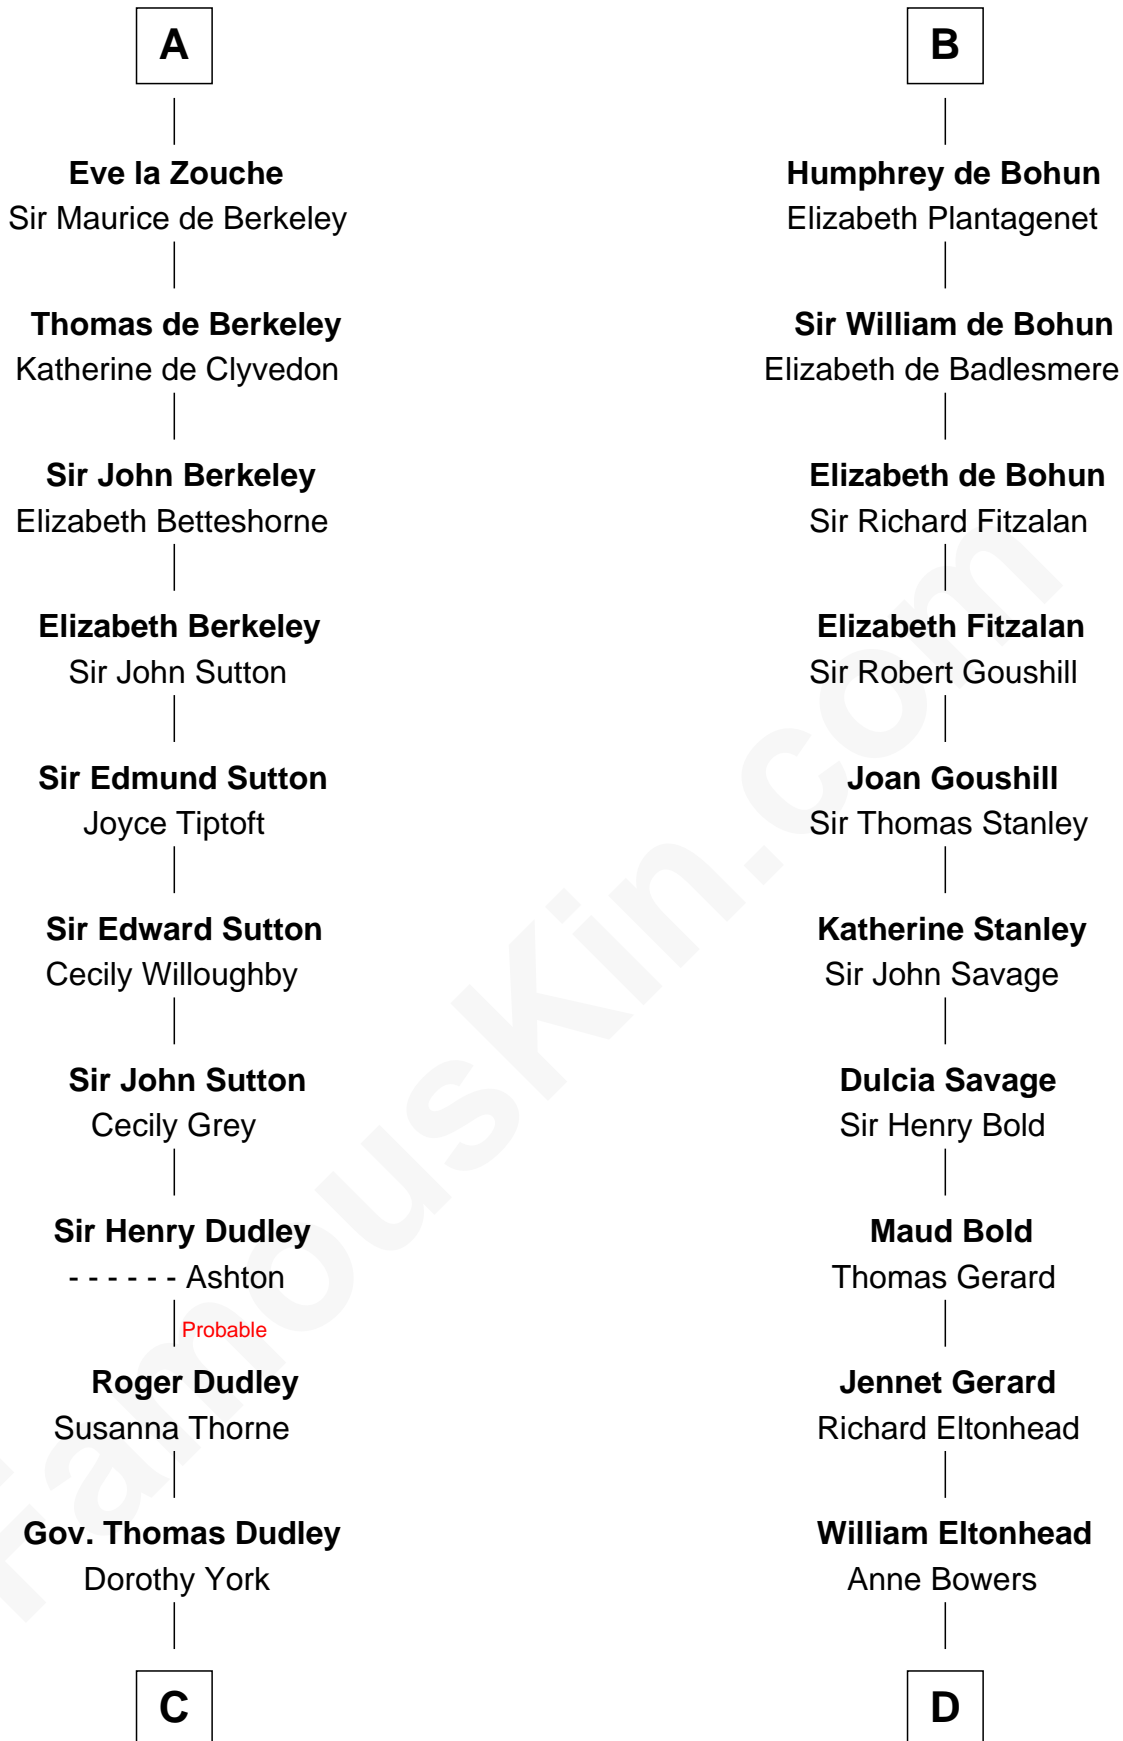 A
Eve la Zouche
Sir Maurice de Berkeley
Thomas de Berkeley
Katherine de Clyvedon
Sir John Berkeley
Elizabeth Betteshorne
Elizabeth Berkeley
Sir John Sutton
Sir Edmund Sutton
Joyce Tiptoft
Sir Edward Sutton
Cecily Willoughby
Sir John Sutton
Cecily Grey
Sir Henry Dudley
- - - - - - Ashton
Probable
Roger Dudley
Susanna Thorne
Gov. Thomas Dudley
Dorothy York
C
B
Humphrey de Bohun
Elizabeth Plantagenet
Sir William de Bohun
Elizabeth de Badlesmere
Elizabeth de Bohun
Sir Richard Fitzalan
Elizabeth Fitzalan
Sir Robert Goushill
Joan Goushill
Sir Thomas Stanley
Katherine Stanley
Sir John Savage
Dulcia Savage
Sir Henry Bold
Maud Bold
Thomas Gerard
Jennet Gerard
Richard Eltonhead
William Eltonhead
Anne Bowers
D
FamousKin.com